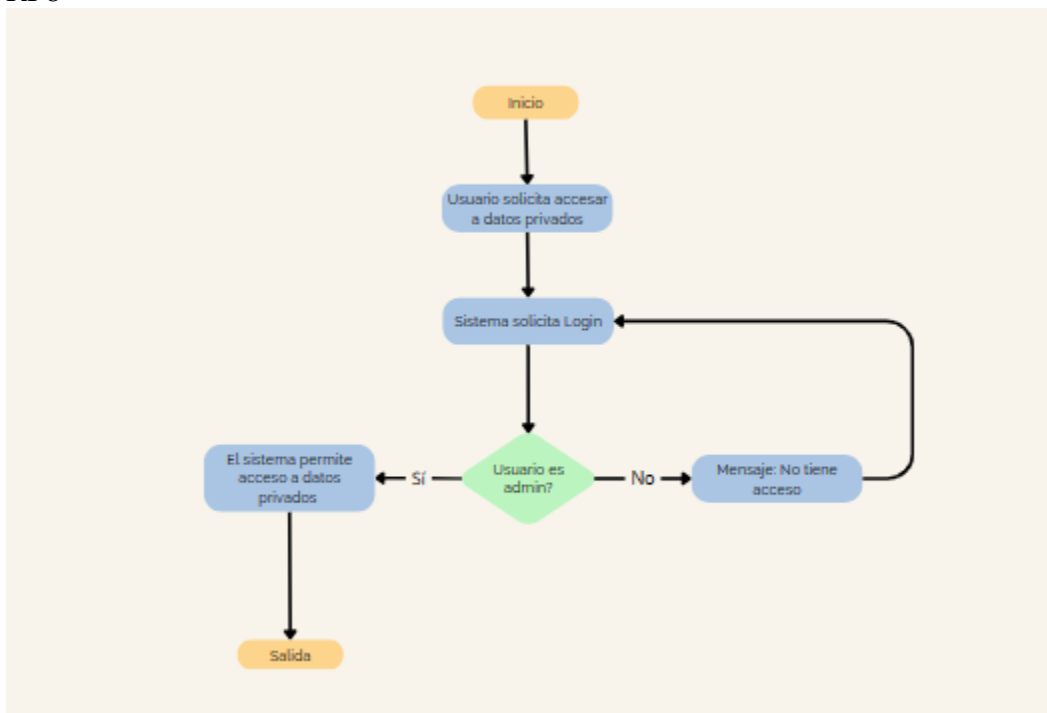 Inicio
Usuario solicita accesar
a datos privados
Sistema solicita Login
El sistema permite
acceso a datos
privados
Sí
Usuario es
admin?
No
Mensaje: No tiene
acceso
Salida